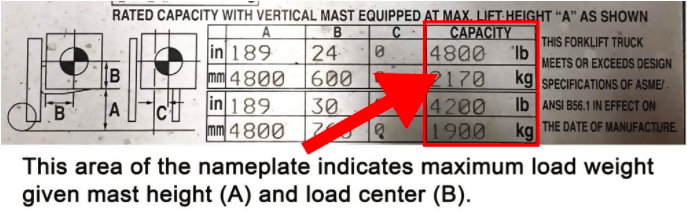 RATED CAPACITY WITH VERTICAL MAST EQUIPPED AT MAX. LIFT HEIGHT "A" AS SHOWN
A B C CAPACITY
in 189 24 0 4800 lb THIS FORKLIFT TRUCK
mm 4800 600 2170 kg MEETS OR EXCEEDS DESIGN
SPECIFICATIONS OF ASME/
in 189 30 4200 lb ANSI B56.1 IN EFFECT ON
mm 4800 0 1900 kg THE DATE OF MANUFACTURE.
B
B A C
This area of the nameplate indicates maximum load weight
given mast height (A) and load center (B).